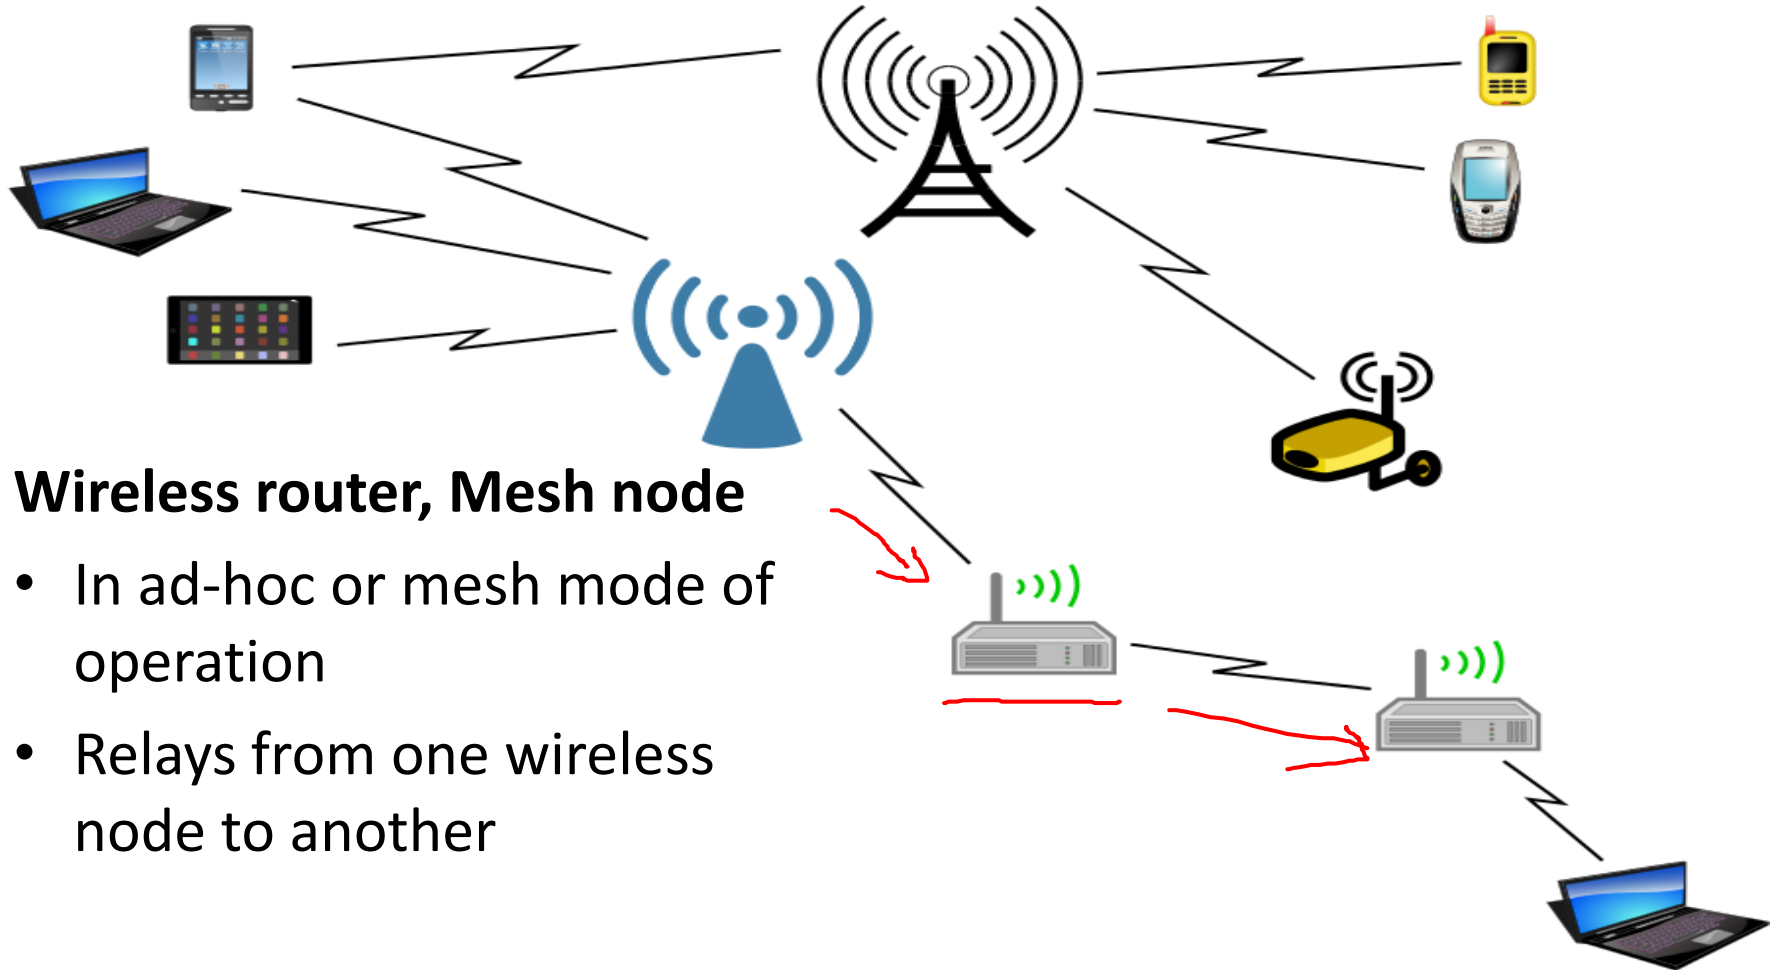 Wireless router, Mesh node
• In ad-hoc or mesh mode of
operation
• Relays from one wireless
node to another